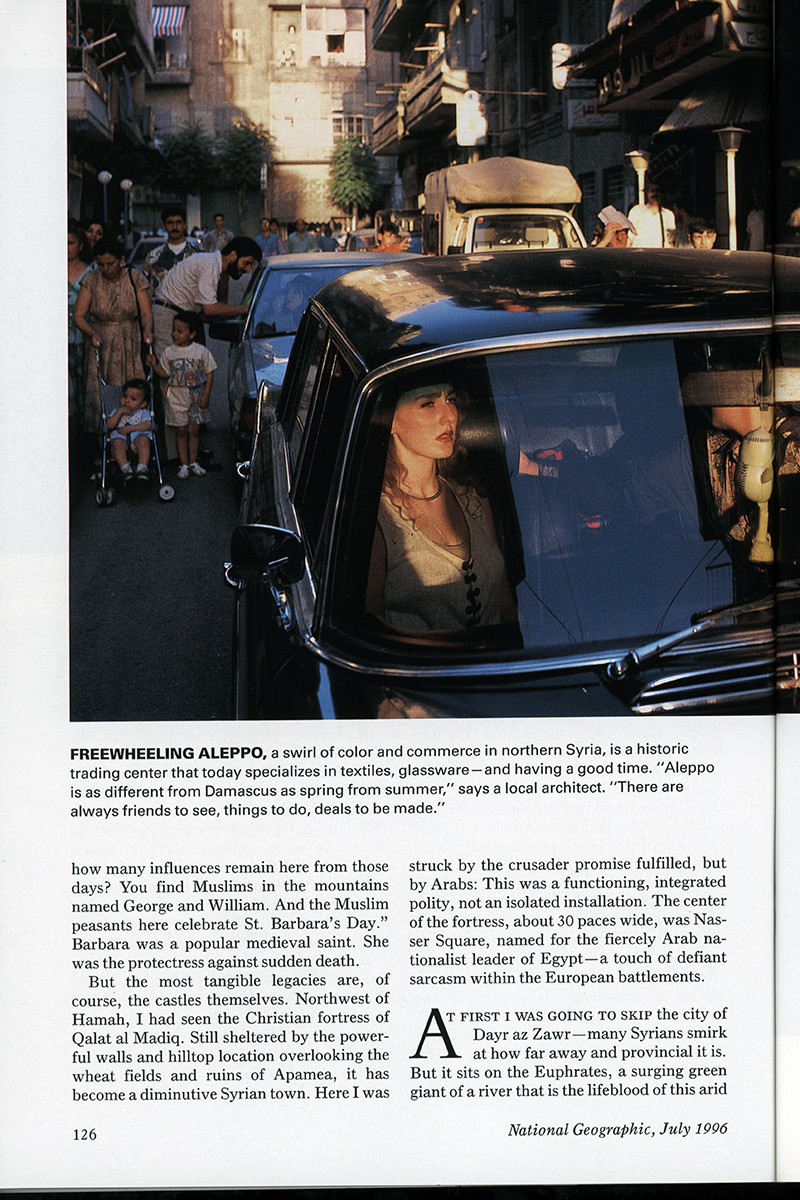 FREEWHEELING ALEPPO, a swirl of color and commerce in northern Syria, is a historic
trading center that today specializes in textiles, glassware—and having a good time. “Aleppo
is as different from Damascus as spring from summer,” says a local architect. “There are
always friends to see, things to do, deals to be made.”
how many influences remain here from those
days? You find Muslims in the mountains
named George and William. And the Muslim
peasants here celebrate St. Barbara’s Day.”
Barbara was a popular medieval saint. She
was the protectress against sudden death.
But the most tangible legacies are, of
course, the castles themselves. Northwest of
Hamah, I had seen the Christian fortress of
Qalat al Madiq. Still sheltered by the power-
ful walls and hilltop location overlooking the
wheat fields and ruins of Apamea, it has
become a diminutive Syrian town. Here I was
struck by the crusader promise fulfilled, but
by Arabs: This was a functioning, integrated
polity, not an isolated installation. The center
of the fortress, about 30 paces wide, was Nas-
ser Square, named for the fiercely Arab na-
tionalist leader of Egypt—a touch of defiant
sarcasm within the European battlements.
AT FIRST I WAS GOING TO SKIP the city of
Dayr az Zawr—many Syrians smirk
at how far away and provincial it is.
But it sits on the Euphrates, a surging green
giant of a river that is the lifeblood of this arid
126
National Geographic, July 1996